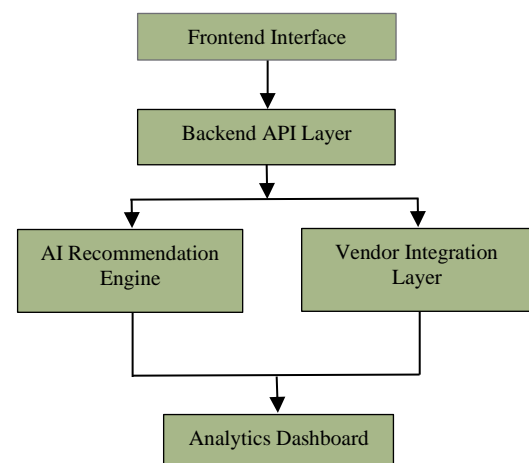 Frontend Interface
Backend API Layer
AI Recommendation
Engine
Vendor Integration
Layer
Analytics Dashboard